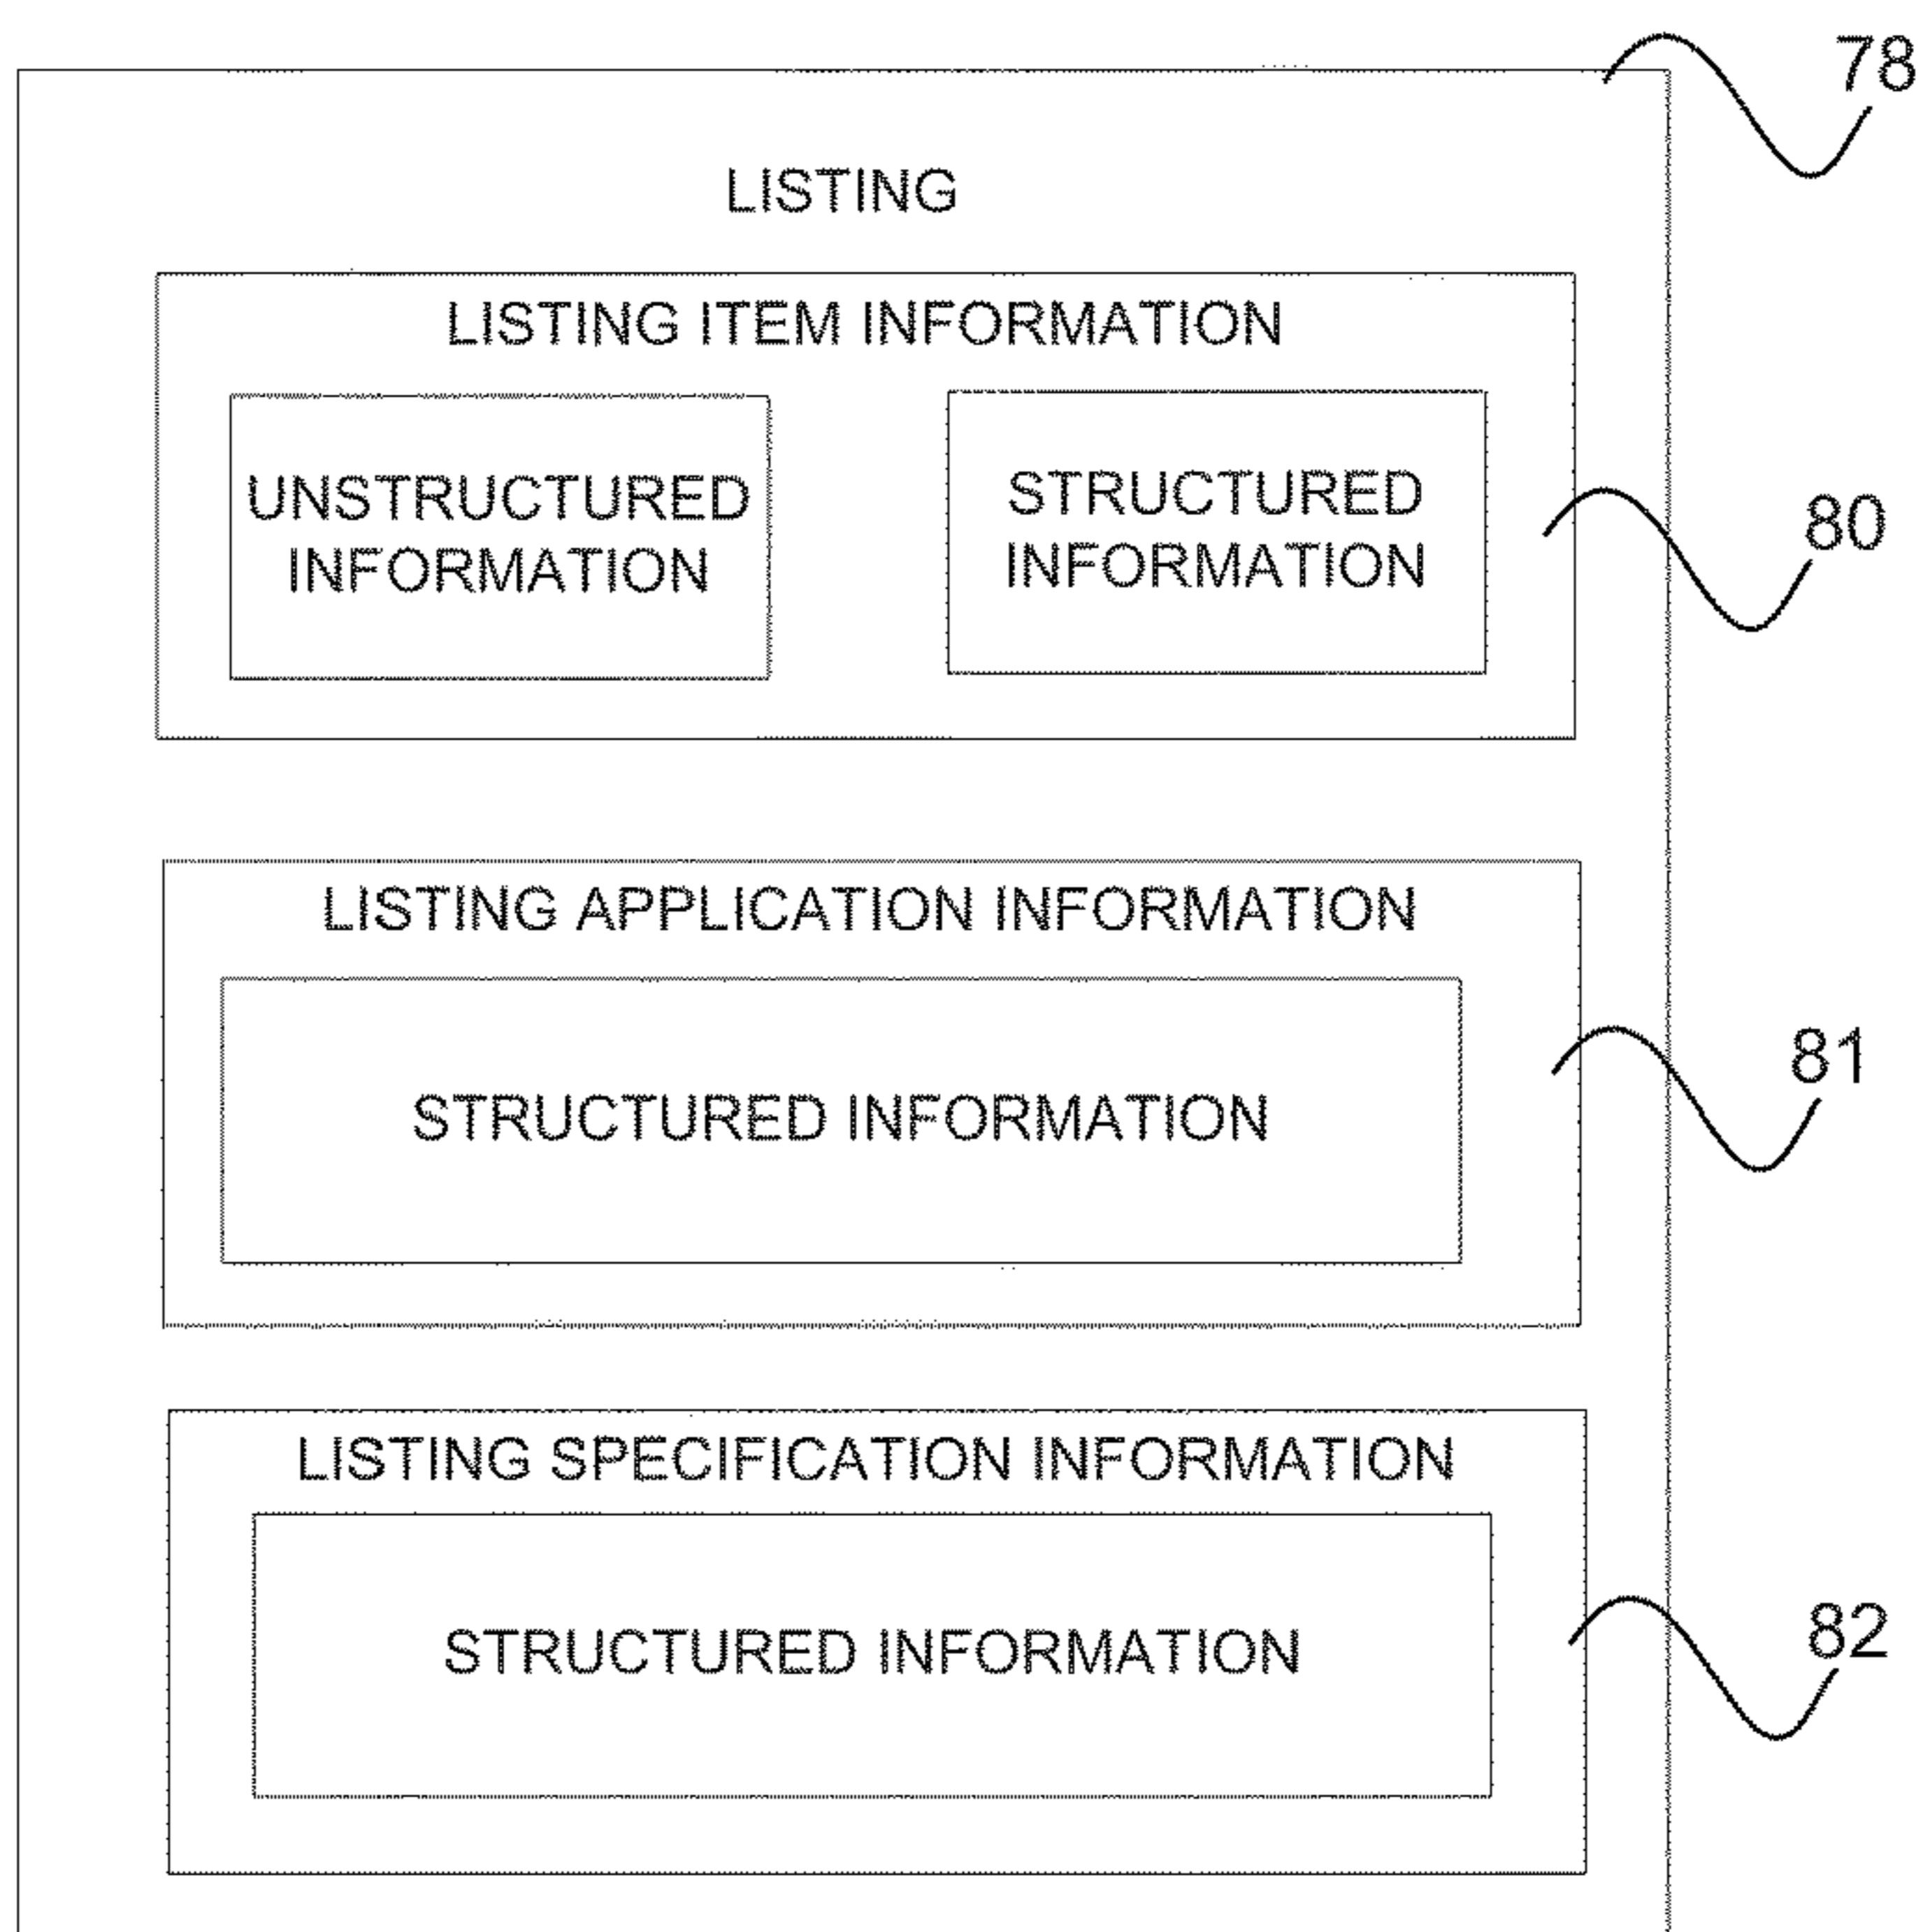 78
LISTING
LISTING ITEM INFORMATION
UNSTRUCTURED
INFORMATION
STRUCTURED
INFORMATION
80
LISTING APPLICATION INFORMATION
81
STRUCTURED INFORMATION
LISTING SPECIFICATION INFORMATION
82
STRUCTURED INFORMATION